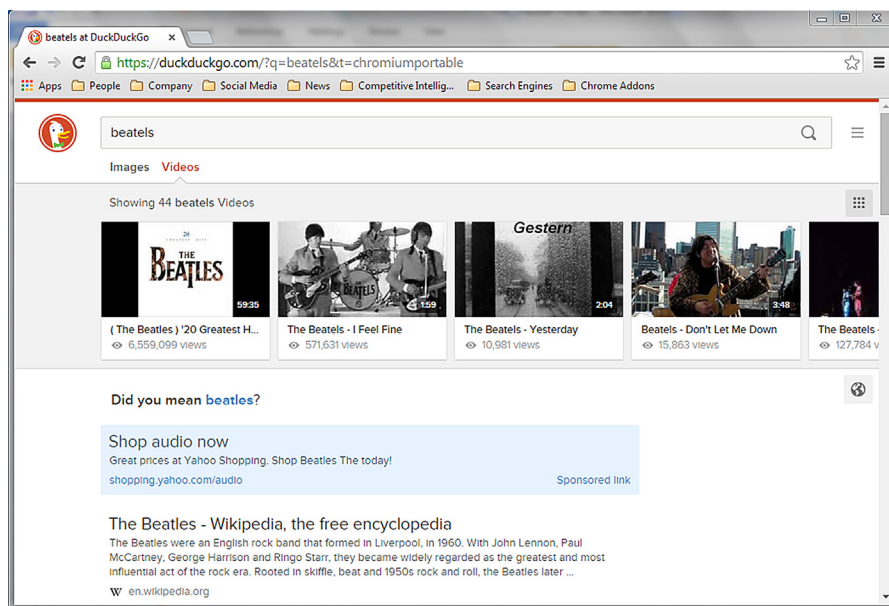 beatels at DuckDuckGo
https://duckduckgo.com/?q=beatels&t=chromiumportable
Apps People Company Social Media News Competitive Intellig... Search Engines Chrome Addons
beatels
Images Videos
Showing 44 beatels Videos
20
GREATEST HITS
THE
BEATLES
59:35
BEATELS
1:59
Gestern
2:04
3:48
( The Beatles ) '20 Greatest H...
6,559,099 views
The Beatels - I Feel Fine
571,631 views
The Beatels - Yesterday
10,981 views
Beatels - Don't Let Me Down
15,863 views
The Beatels -
127,784 v
Did you mean beatles?
Shop audio now
Great prices at Yahoo Shopping. Shop Beatles The today!
shopping.yahoo.com/audio Sponsored link
The Beatles - Wikipedia, the free encyclopedia
The Beatles were an English rock band that formed in Liverpool, in 1960. With John Lennon, Paul
McCartney, George Harrison and Ringo Starr, they became widely regarded as the greatest and most
influential act of the rock era. Rooted in skiffle, beat and 1950s rock and roll, the Beatles later ...
W en.wikipedia.org